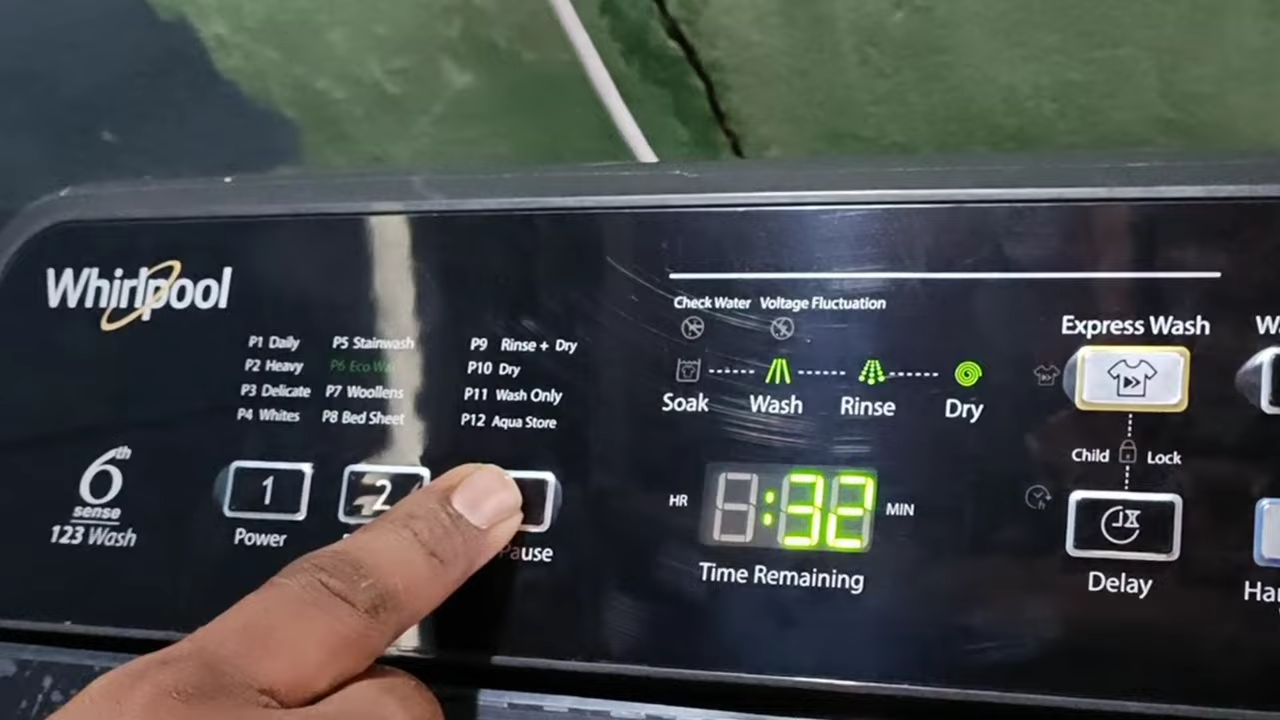 Whirlpool
P1 Daily
P2 Heavy
P3 Delicate
P4 Whites
P5 Stainwash
P6 Eco
P7 Woollens
P8 Bed Sheet
P9 Rinse + Dry
P10 Dry
P11 Wash Only
P12 Aqua Store
6th
sense
123 Wash
1
Power
2
Check Water Voltage Fluctuation
Soak Wash Rinse Dry
HR :32 MIN
Time Remaining
Express Wash
Child Lock
Delay